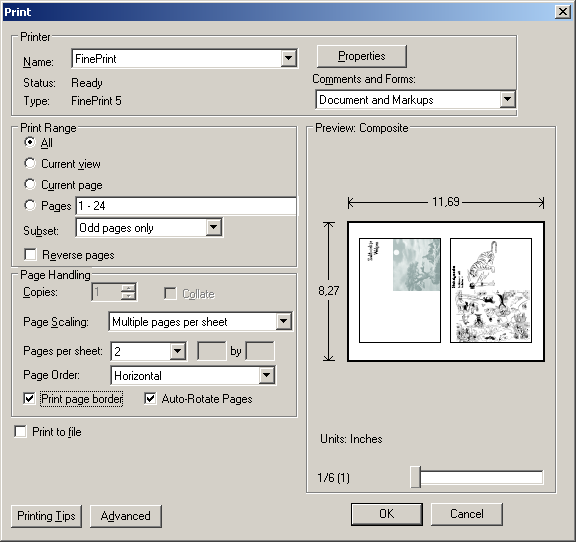 Print
Printer
Name: FinePrint
Properties
Status: Ready
Comments and Forms:
Type: FinePrint 5
Document and Markups
Print Range
All
Current view
Current page
Pages 1 - 24
Subset: Odd pages only
Reverse pages
Page Handling
Copies: 1 Collate
Page Scaling: Multiple pages per sheet
Pages per sheet: 2 by
Page Order: Horizontal
Print page border Auto-Rotate Pages
Print to file
Printing Tips Advanced
Preview: Composite
11,69
8,27
Units: Inches
1/6 (1)
OK Cancel